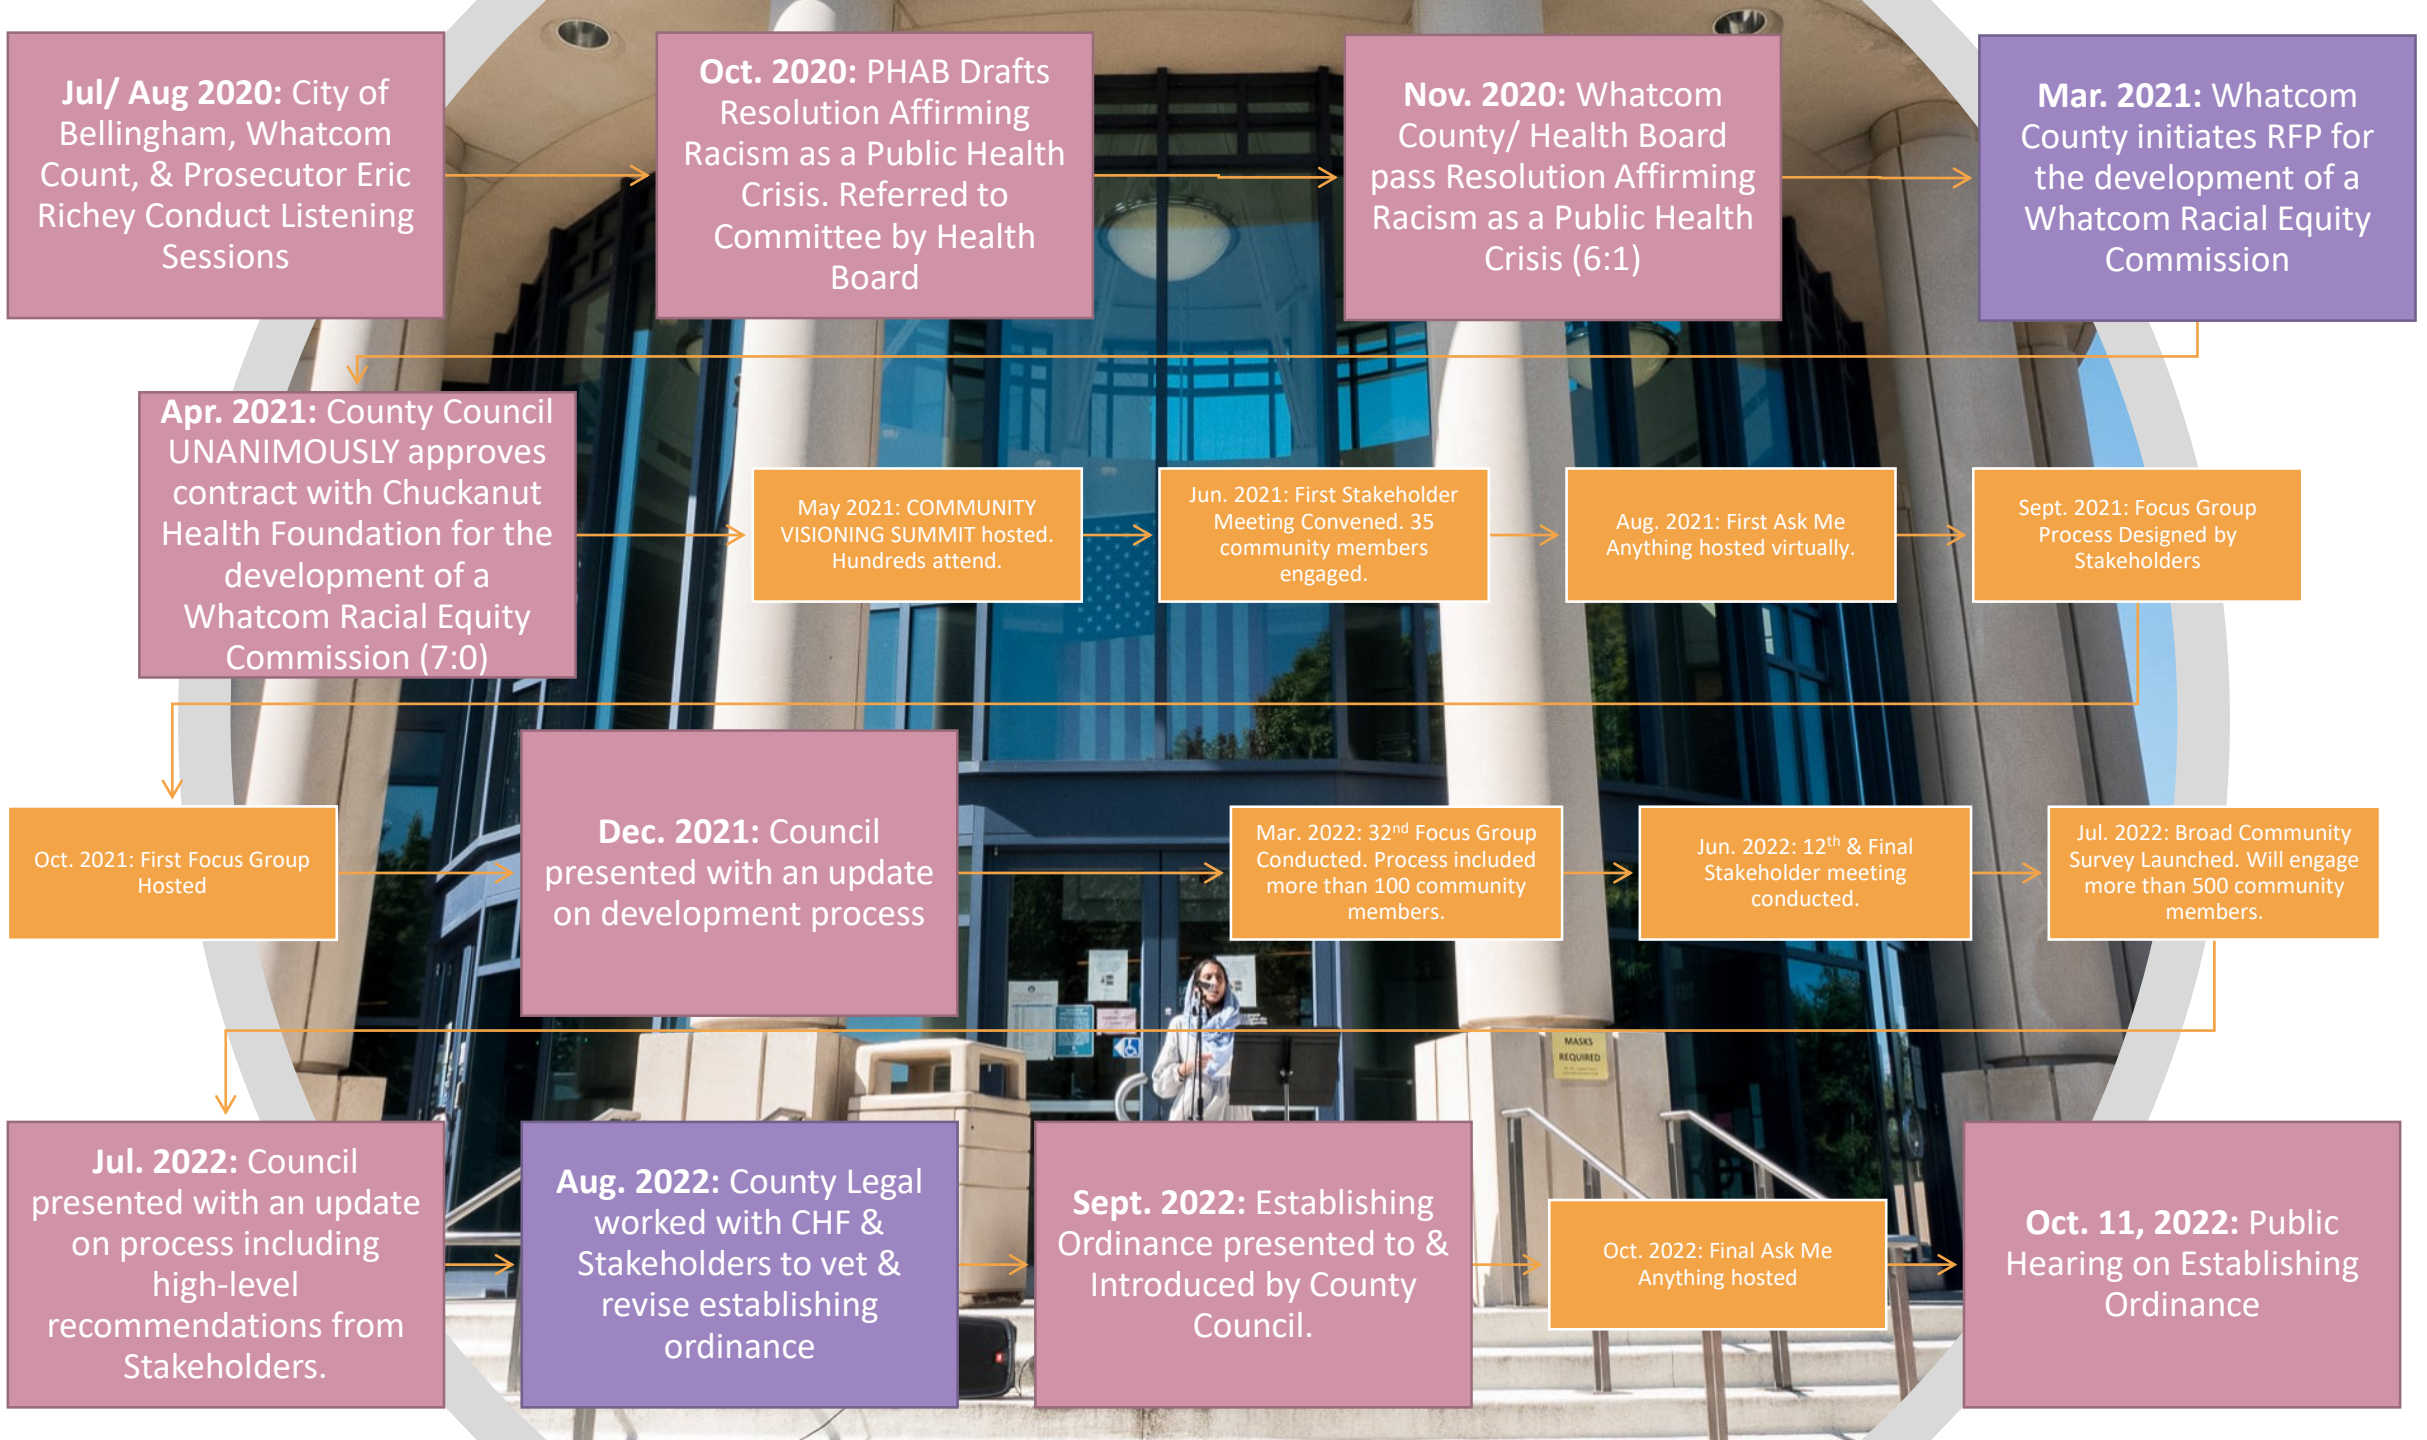 Jul/ Aug 2020: City of
Bellingham, Whatcom
Count, & Prosecutor Eric
Richey Conduct Listening
Sessions
Oct. 2020: PHAB Drafts
Resolution Affirming
Racism as a Public Health
Crisis. Referred to
Committee by Health
Board
Nov. 2020: Whatcom
County/ Health Board
pass Resolution Affirming
Racism as a Public Health
Crisis (6:1)
Mar. 2021: Whatcom
County initiates RFP for
the development of a
Whatcom Racial Equity
Commission
Apr. 2021: County Council
UNANIMOUSLY approves
contract with Chuckanut
Health Foundation for the
development of a
Whatcom Racial Equity
Commission (7:0)
May 2021: COMMUNITY
VISIONING SUMMIT hosted.
Hundreds attend.
Jun. 2021: First Stakeholder
Meeting Convened. 35
community members
engaged.
Aug. 2021: First Ask Me
Anything hosted virtually.
Sept. 2021: Focus Group
Process Designed by
Stakeholders
Oct. 2021: First Focus Group
Hosted
Dec. 2021: Council
presented with an update
on development process
Mar. 2022: 32nd Focus Group
Conducted. Process included
more than 100 community
members.
Jun. 2022: 12th & Final
Stakeholder meeting
conducted.
Jul. 2022: Broad Community
Survey Launched. Will engage
more than 500 community
members.
MASKS
REQUIRED
Jul. 2022: Council
presented with an update
on process including
high-level
recommendations from
Stakeholders.
Aug. 2022: County Legal
worked with CHF &
Stakeholders to vet &
revise establishing
ordinance
Sept. 2022: Establishing
Ordinance presented to &
Introduced by County
Council.
Oct. 2022: Final Ask Me
Anything hosted
Oct. 11, 2022: Public
Hearing on Establishing
Ordinance